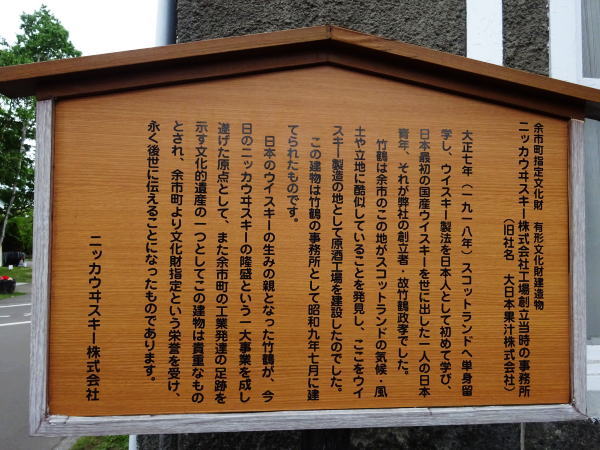 余市町指定文化財　有形文化財建造物
ニッカウヰスキー株式会社工場創立当時の事務所
（旧社名　大日本果汁株式会社）
大正七年（一九一八年）スコットランドへ単身留
学し、ウイスキー製法を日本人として初めて学び、
日本最初の国産ウイスキーを世に出した一人の日本
青年、それが弊社の創立者・故竹鶴政孝でした。
竹鶴は余市のこの地がスコットランドの気候・風
土や立地に酷似していることを発見し、ここをウイ
スキー製造の地として原酒工場を建設したのでした。
この建物は竹鶴の事務所として昭和九年七月に建
てられたものです。
日本のウイスキーの生みの親となった竹鶴が、今
日のニッカウヰスキーの隆盛という一大事業を成し
遂げた原点として、また余市町の工業発達の足跡を
示す文化的遺産の一つとしてこの建物は貴重なもの
とされ、余市町より文化財指定という栄誉を受け、
永く後世に伝えることになったものであります。
ニッカウヰスキー株式会社